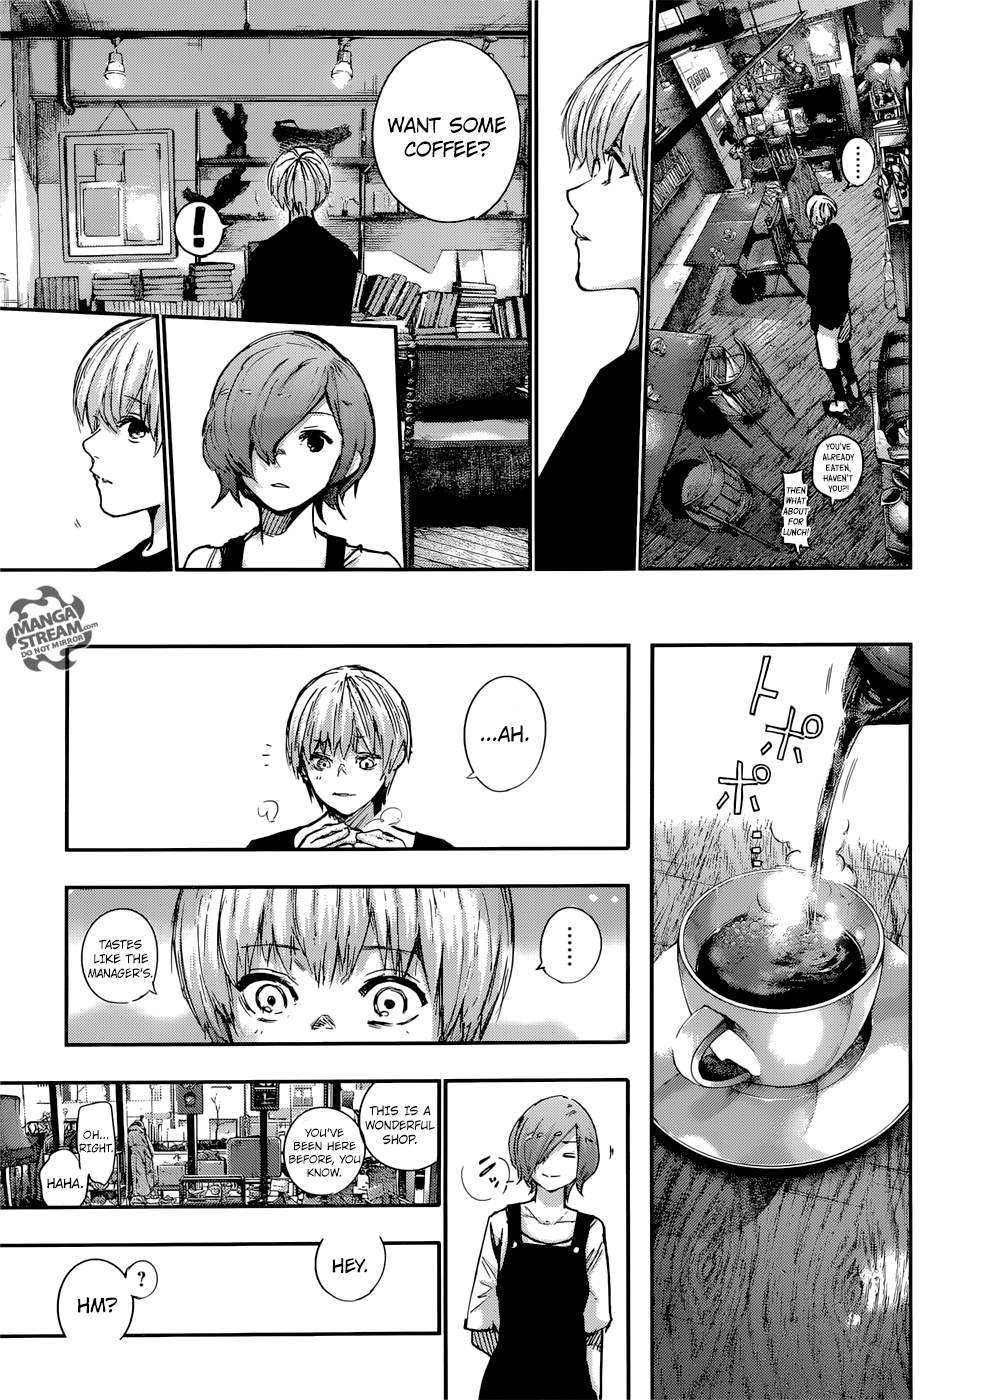 ......
YOU'VE
ALREADY
EATEN,
HAVEN'T
YOU?!
THEN
WHAT
ABOUT
FOR
LUNCH!
WANT SOME
COFFEE?
!
MANGA
STREAM.com
DO NOT MIRROR
トポポ...
...AH.
......
TASTES
LIKE THE
MANAGER'S.
THIS IS A
WONDERFUL
SHOP.
YOU'VE
BEEN HERE
BEFORE, YOU
KNOW.
OH...
RIGHT.
HAHA.
HEY.
?
HM?